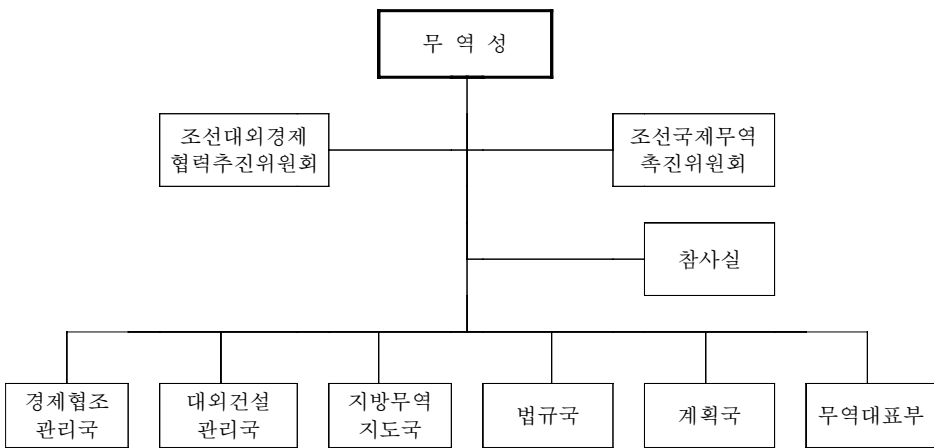 무 역 성
조선대외경제
협력추진위원회
조선국제무역
촉진위원회
참사실
경제협조
관리국
대외건설
관리국
지방무역
지도국
법규국
계획국
무역대표부